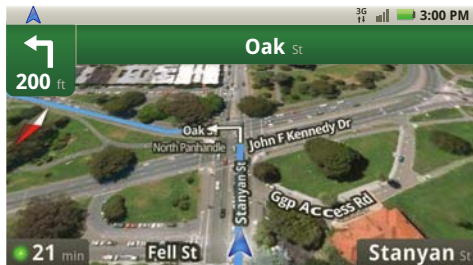 3G
3:00 PM
Oak St
200 ft
Oak St
John F Kennedy Dr
North Panhandle
Stanyan St
Ggp Access Rd
21 min
Fell St
Stanyan St